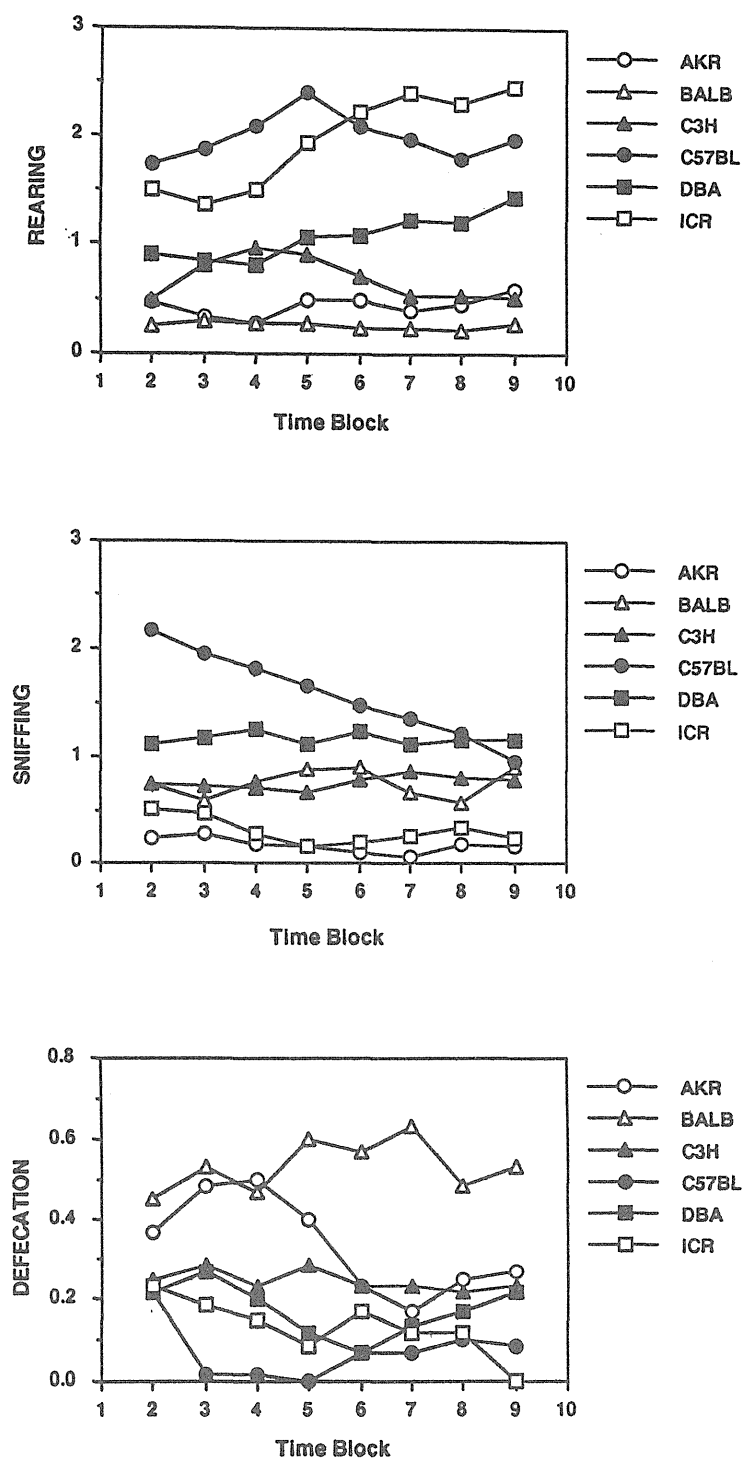 REARING
3
2
1
0
1 2 3 4 5 6 7 8 9 10
Time Block
AKR
BALB
C3H
C57BL
DBA
ICR
SNIFFING
3
2
1
0
1 2 3 4 5 6 7 8 9 10
Time Block
AKR
BALB
C3H
C57BL
DBA
ICR
DEFECATION
0.8
0.6
0.4
0.2
0.0
1 2 3 4 5 6 7 8 9 10
Time Block
AKR
BALB
C3H
C57BL
DBA
ICR